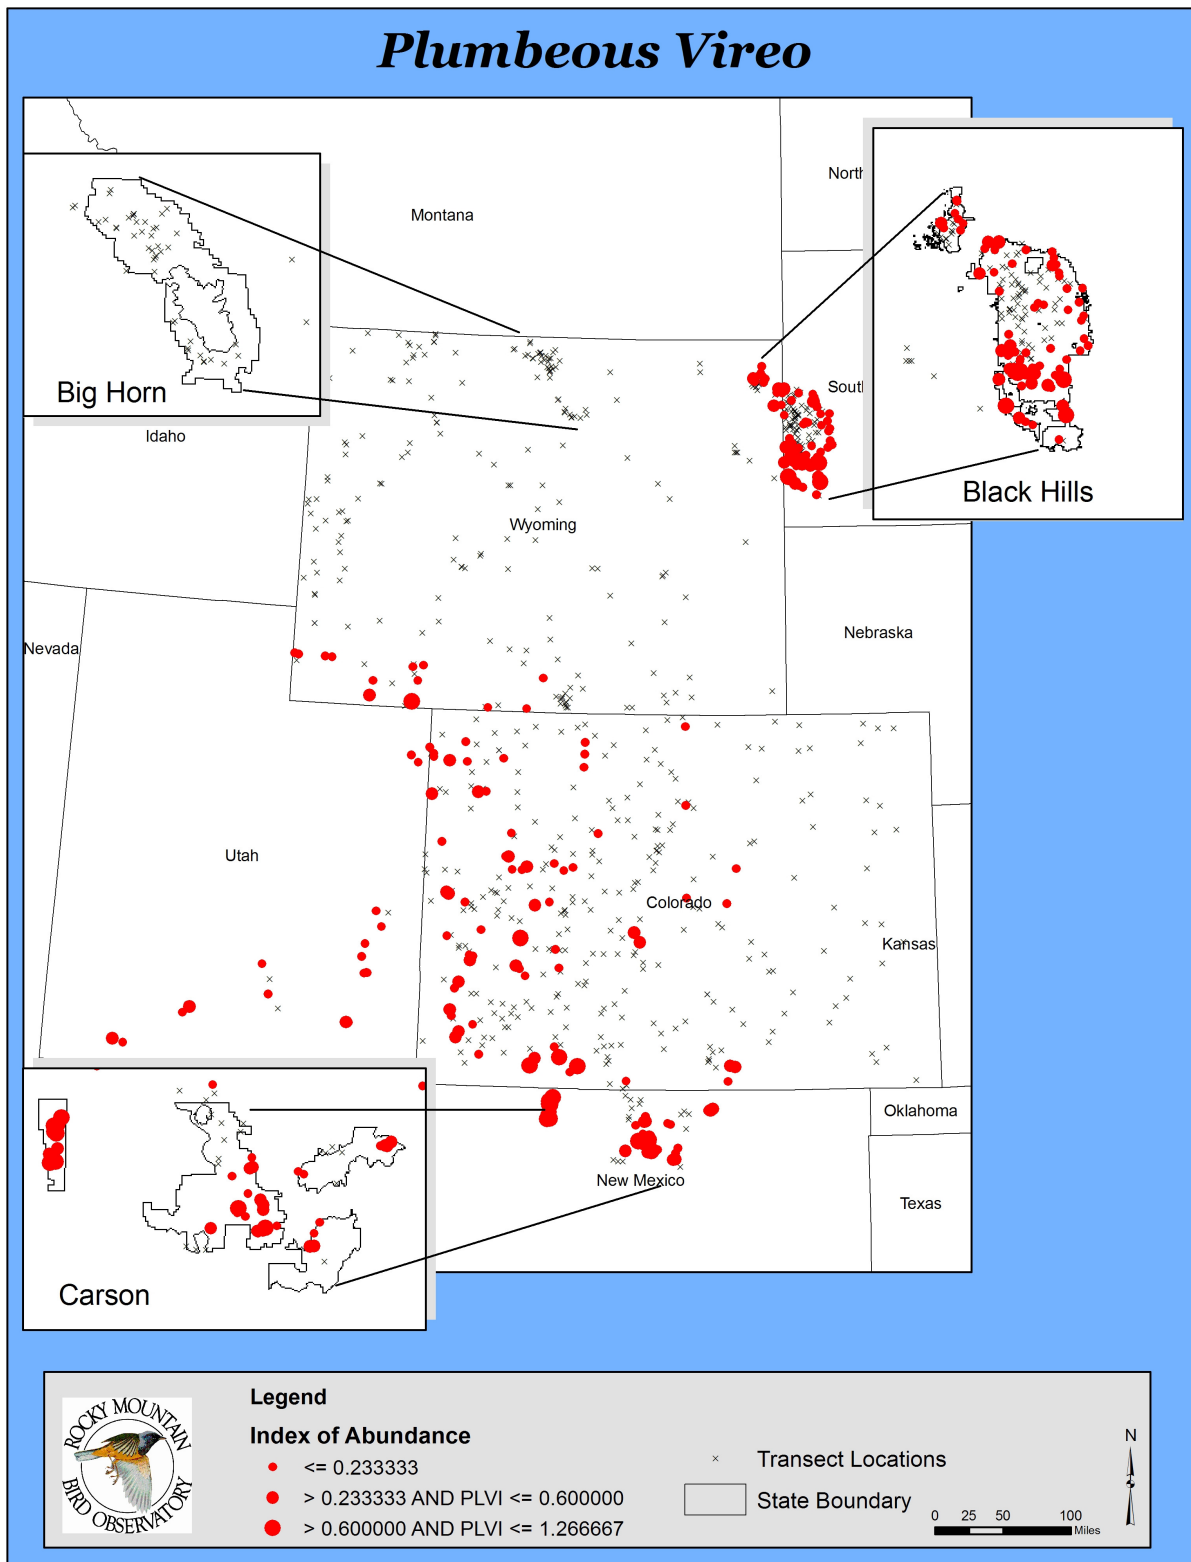 Plumbeous Vireo
Montana
North
Big Horn
South
Idaho
Black Hills
Wyoming
Nevada
Nebraska
Utah
Colorado
Kansas
Oklahoma
New Mexico
Texas
Carson
Legend
Index of Abundance
<= 0.233333
> 0.233333 AND PLVI <= 0.600000
> 0.600000 AND PLVI <= 1.266667
Transect Locations
State Boundary
N
0 25 50 100
Miles
ROCKY MOUNTAIN
BIRD OBSERVATORY